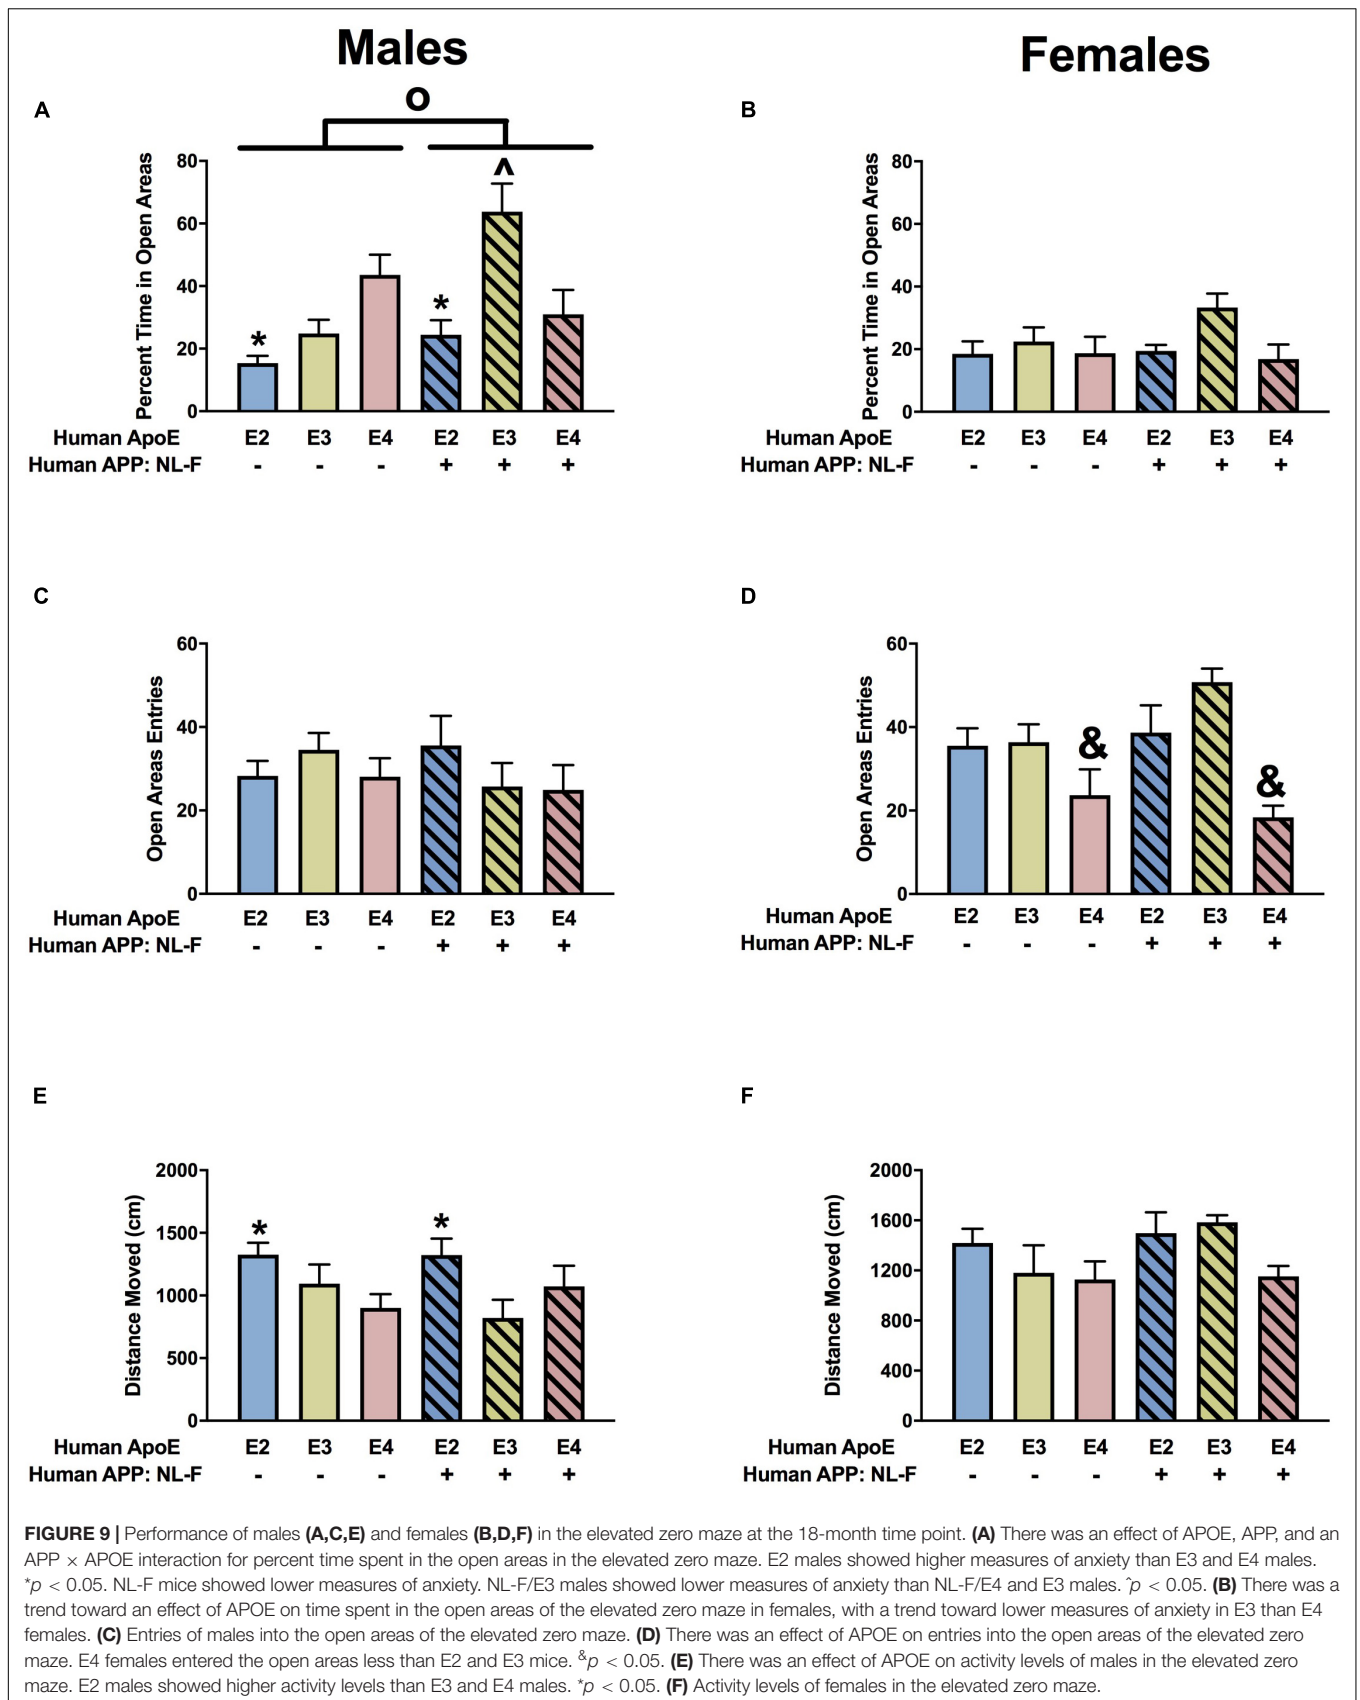 Males
Females
A
O
B
80
60
40
20
0
Percent Time in Open Areas
*
*
^
Human ApoE E2 E3 E4 E2 E3 E4
Human APP: NL-F - - - + + +
80
60
40
20
0
Percent Time in Open Areas
Human ApoE E2 E3 E4 E2 E3 E4
Human APP: NL-F - - - + + +
C
D
60
40
20
0
Open Areas Entries
Human ApoE E2 E3 E4 E2 E3 E4
Human APP: NL-F - - - + + +
60
40
20
0
Open Areas Entries
&
&
Human ApoE E2 E3 E4 E2 E3 E4
Human APP: NL-F - - - + + +
E
F
2000
1500
1000
500
0
Distance Moved (cm)
*
*
Human ApoE E2 E3 E4 E2 E3 E4
Human APP: NL-F - - - + + +
2000
1600
1200
800
400
0
Distance Moved (cm)
Human ApoE E2 E3 E4 E2 E3 E4
Human APP: NL-F - - - + + +
FIGURE 9 | Performance of males (A,C,E) and females (B,D,F) in the elevated zero maze at the 18-month time point. (A) There was an effect of APOE, APP, and an
APP × APOE interaction for percent time spent in the open areas in the elevated zero maze. E2 males showed higher measures of anxiety than E3 and E4 males.
*p < 0.05. NL-F mice showed lower measures of anxiety. NL-F/E3 males showed lower measures of anxiety than NL-F/E4 and E3 males. ^p < 0.05. (B) There was a
trend toward an effect of APOE on time spent in the open areas of the elevated zero maze in females, with a trend toward lower measures of anxiety in E3 than E4
females. (C) Entries of males into the open areas of the elevated zero maze. (D) There was an effect of APOE on entries into the open areas of the elevated zero
maze. E4 females entered the open areas less than E2 and E3 mice. &p < 0.05. (E) There was an effect of APOE on activity levels of males in the elevated zero
maze. E2 males showed higher activity levels than E3 and E4 males. *p < 0.05. (F) Activity levels of females in the elevated zero maze.